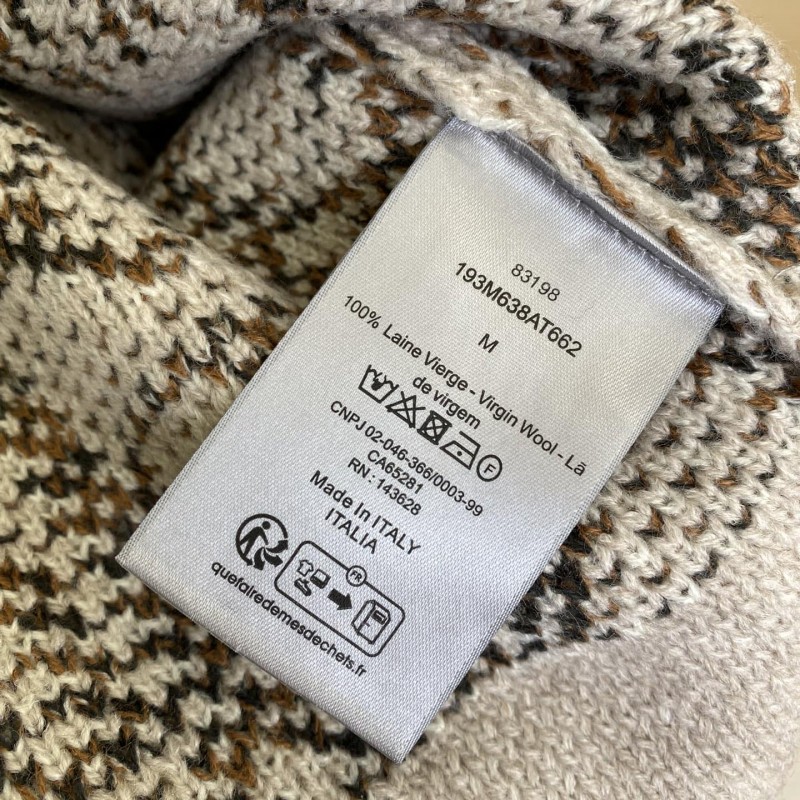 83198
193M638AT662
M
100% Laine Vierge - Virgin Wool - Lã
de virgem
F
CNPJ 02-046-366/0003-99
CA65281
RN : 143628
Made In ITALY
ITALIA
FR
quefairedemesdechets.fr